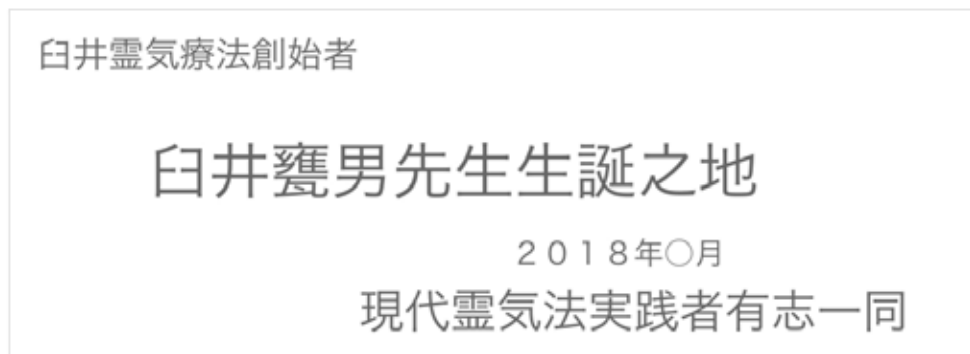 臼井霊気療法創始者
臼井甕男先生生誕之地
２０１８年○月
現代霊気法実践者有志一同